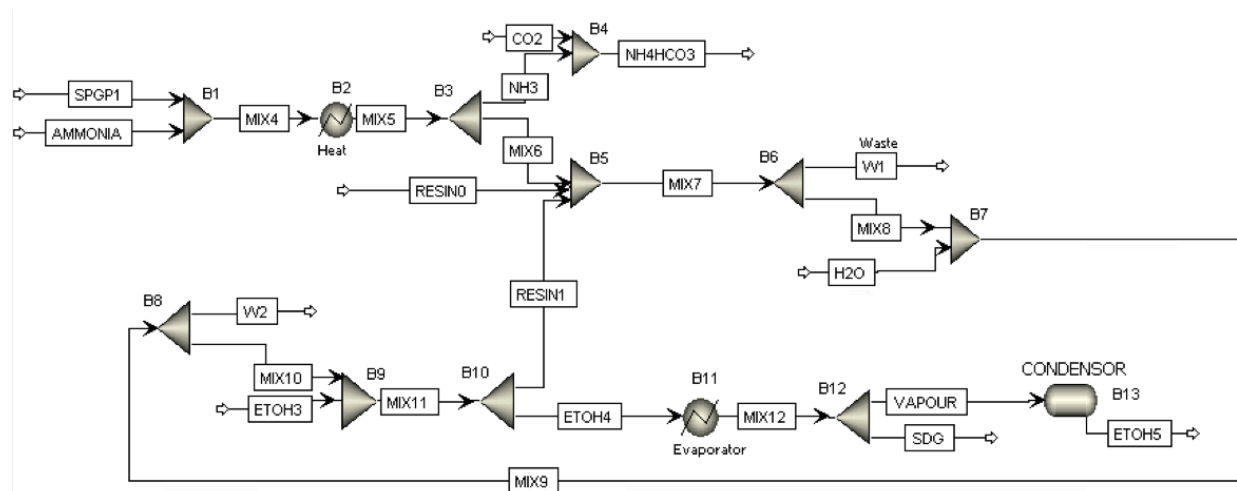 SPGP1
AMMONIA
B1
MIX4
B2
Heat
MIX5
B3
CO2
NH3
B4
NH4HCO3
MIX6
RESIN0
B5
MIX7
B6
Waste
W1
MIX8
H2O
B7
RESIN1
B8
W2
MIX10
ETOH3
B9
MIX11
B10
ETOH4
B11
Evaporator
MIX12
B12
VAPOUR
SDG
CONDENSOR
B13
ETOH5
MIX9